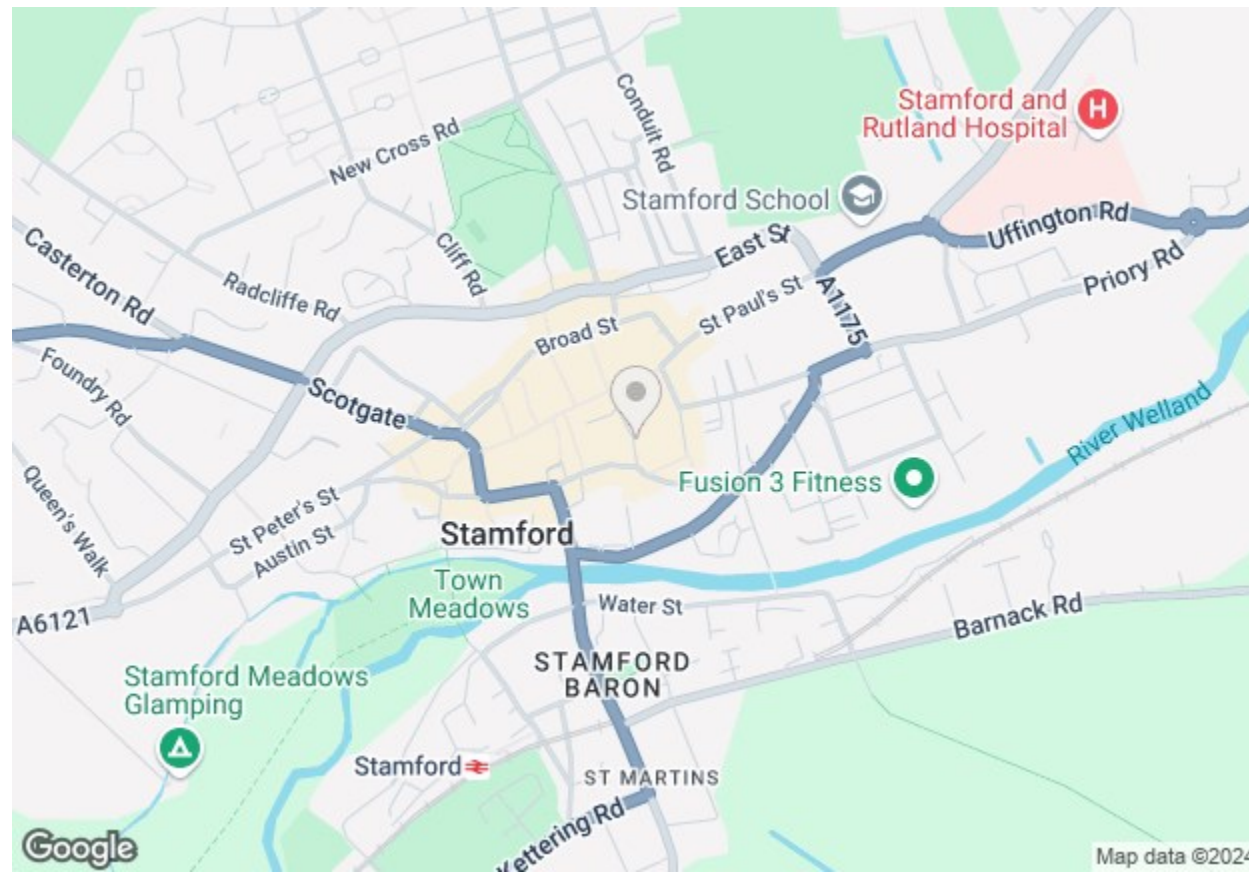 Conduit Rd
Stamford and
Rutland Hospital
H
New Cross Rd
Stamford School
Uffington Rd
East St
Casterton Rd
Cliff Rd
Radcliffe Rd
Priory Rd
St Paul's St
A1175
Broad St
Foundry Rd
Scotgate
River Welland
Queen's Walk
Fusion 3 Fitness
St Peter's St
Stamford
Austin St
Town
Meadows
Water St
A6121
Barnack Rd
STAMFORD
BARON
Stamford Meadows
Glamping
Stamford
ST MARTINS
Kettering Rd
Google
Map data ©2024